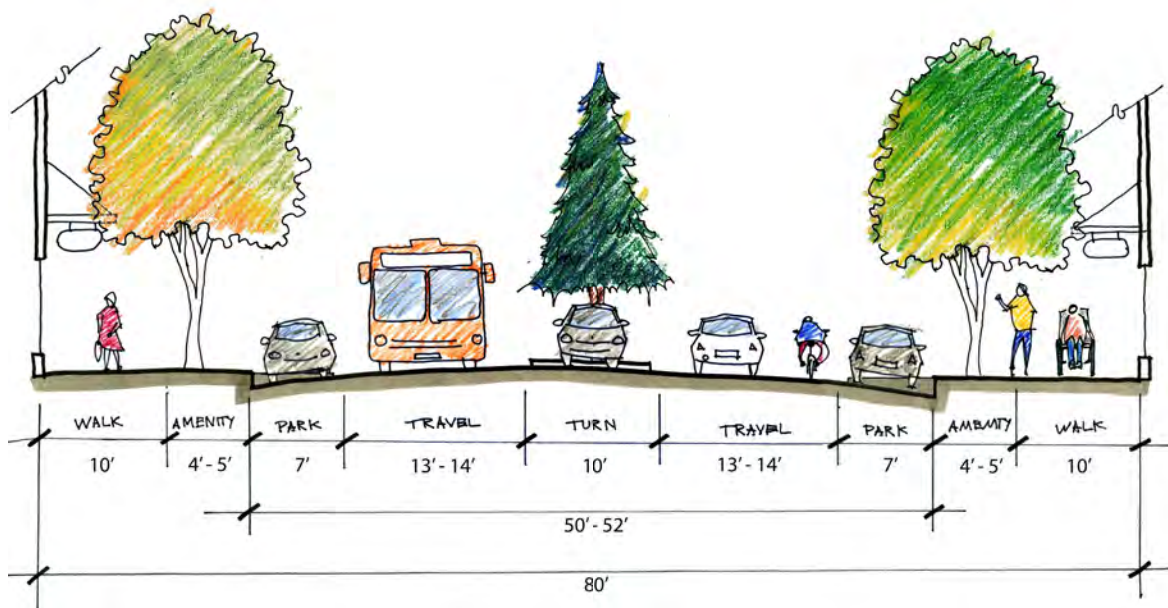 WALK AMENITY PARK TRAVEL TURN TRAVEL PARK AMENITY WALK
10' 4'-5' 7' 13'-14' 10' 13'-14' 7' 4'-5' 10'
50'-52'
80'